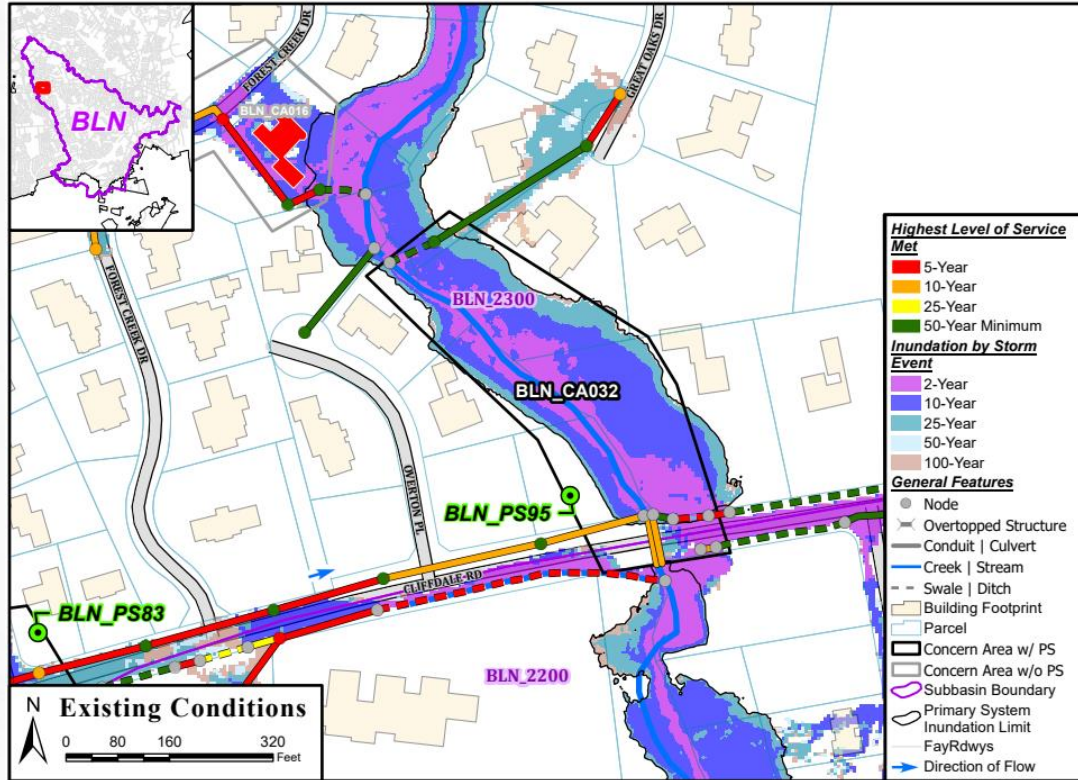 BLN
FOREST CREEK DR
GREAT OAKS DR
BLN_CA016
BLN_2300
BLN_CA032
FOREST CREEK DR
OVERTON PL
BLN_PS95
CLIFFDALE RD
BLN_PS83
BLN_2200
N
Existing Conditions
0 80 160 320
Feet
Highest Level of Service
Met
5-Year
10-Year
25-Year
50-Year Minimum
Inundation by Storm
Event
2-Year
10-Year
25-Year
50-Year
100-Year
General Features
Node
Overtopped Structure
Conduit | Culvert
Creek | Stream
Swale | Ditch
Building Footprint
Parcel
Concern Area w/ PS
Concern Area w/o PS
Subbasin Boundary
Primary System
Inundation Limit
FayRdwys
Direction of Flow